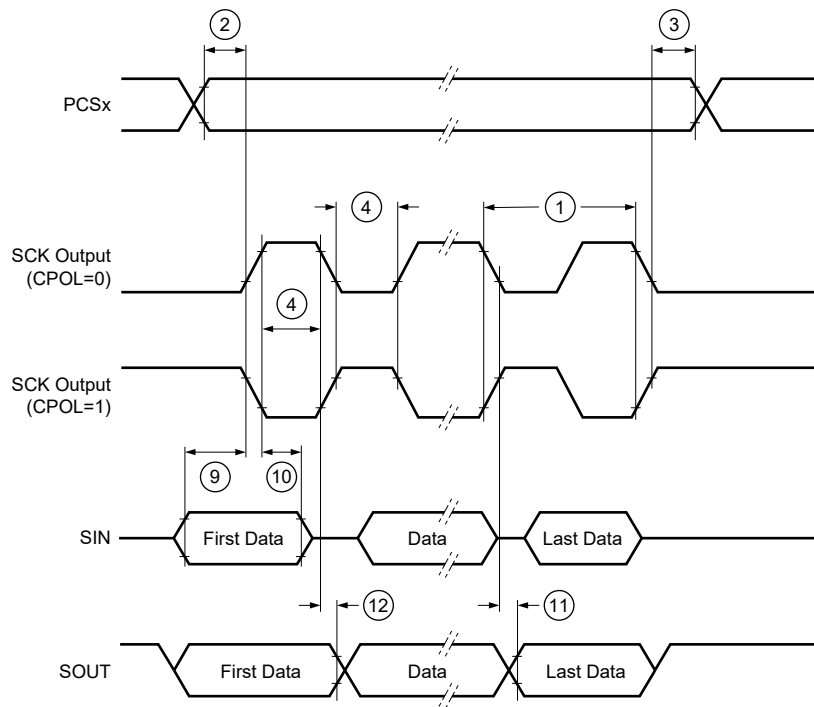 2
3
PCSx
4
1
SCK Output
(CPOL=0)
4
SCK Output
(CPOL=1)
9
10
SIN
First Data
Data
Last Data
12
11
SOUT
First Data
Data
Last Data